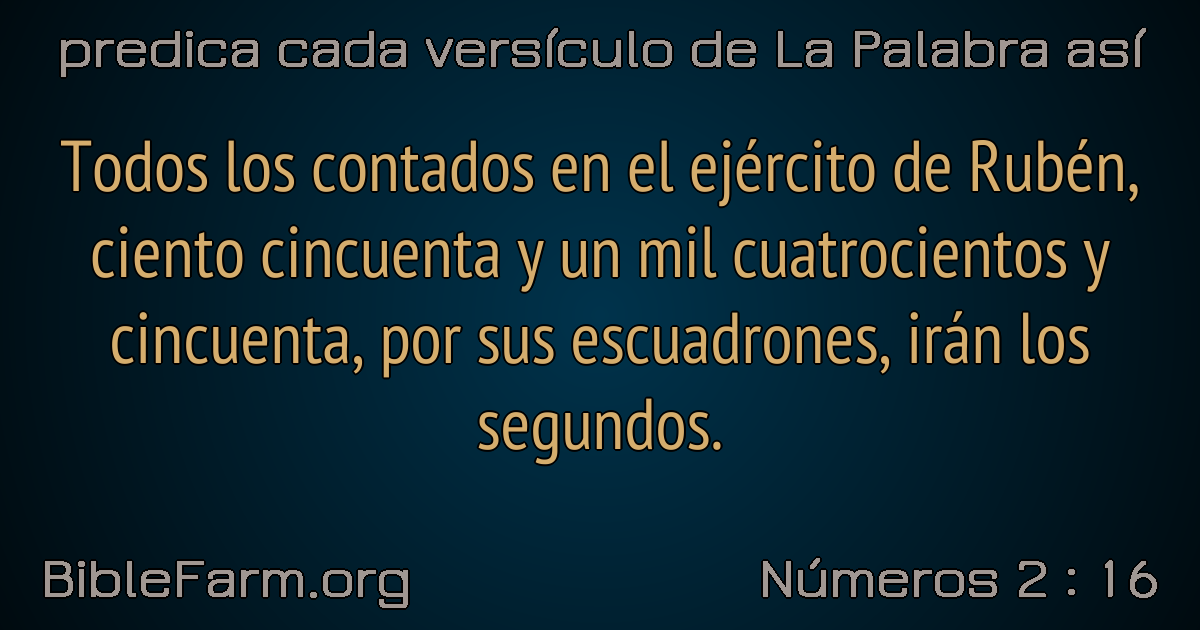 predica cada versículo de La Palabra así
Todos los contados en el ejército de Rubén,
ciento cincuenta y un mil cuatrocientos y
cincuenta, por sus escuadrones, irán los
segundos.
BibleFarm.org
Números 2 : 16